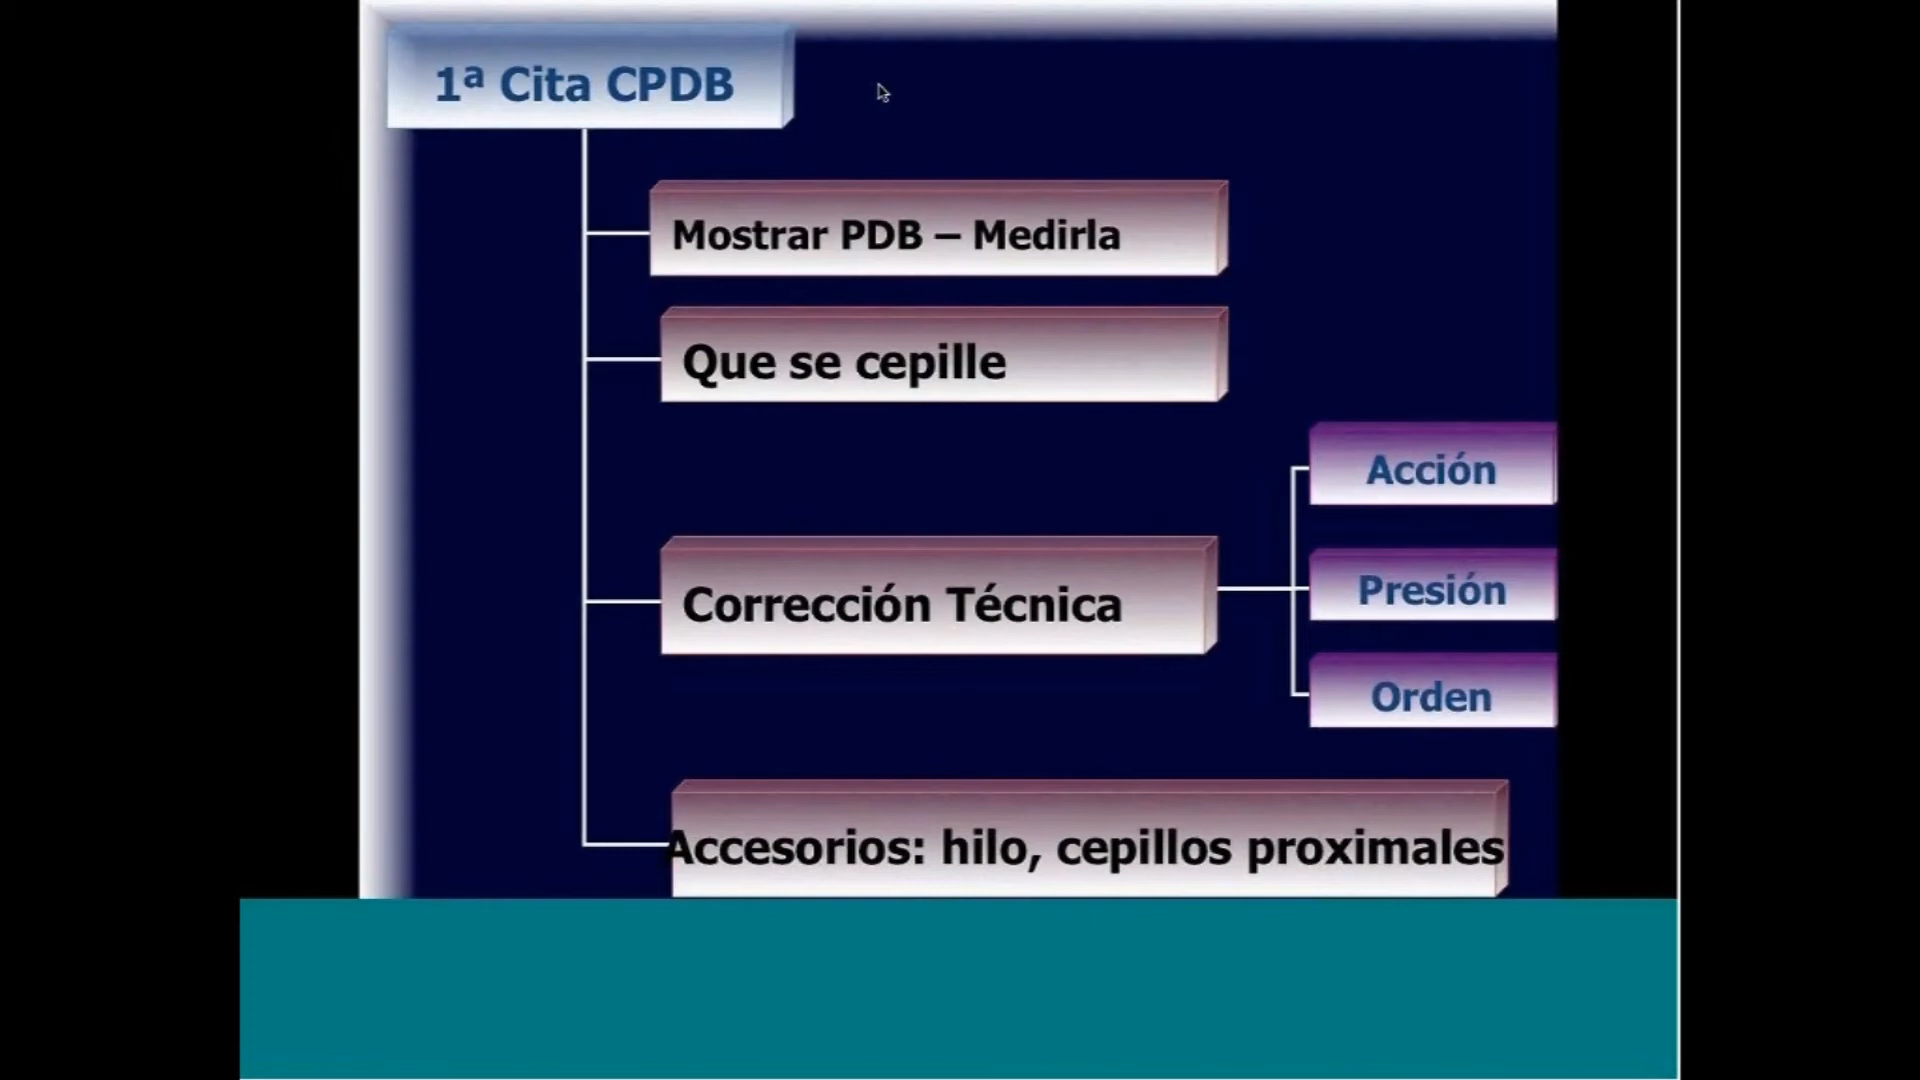 1ª Cita CPDB
Mostrar PDB – Medirla
Que se cepille
Corrección Técnica
Acción
Presión
Orden
Accesorios: hilo, cepillos proximales